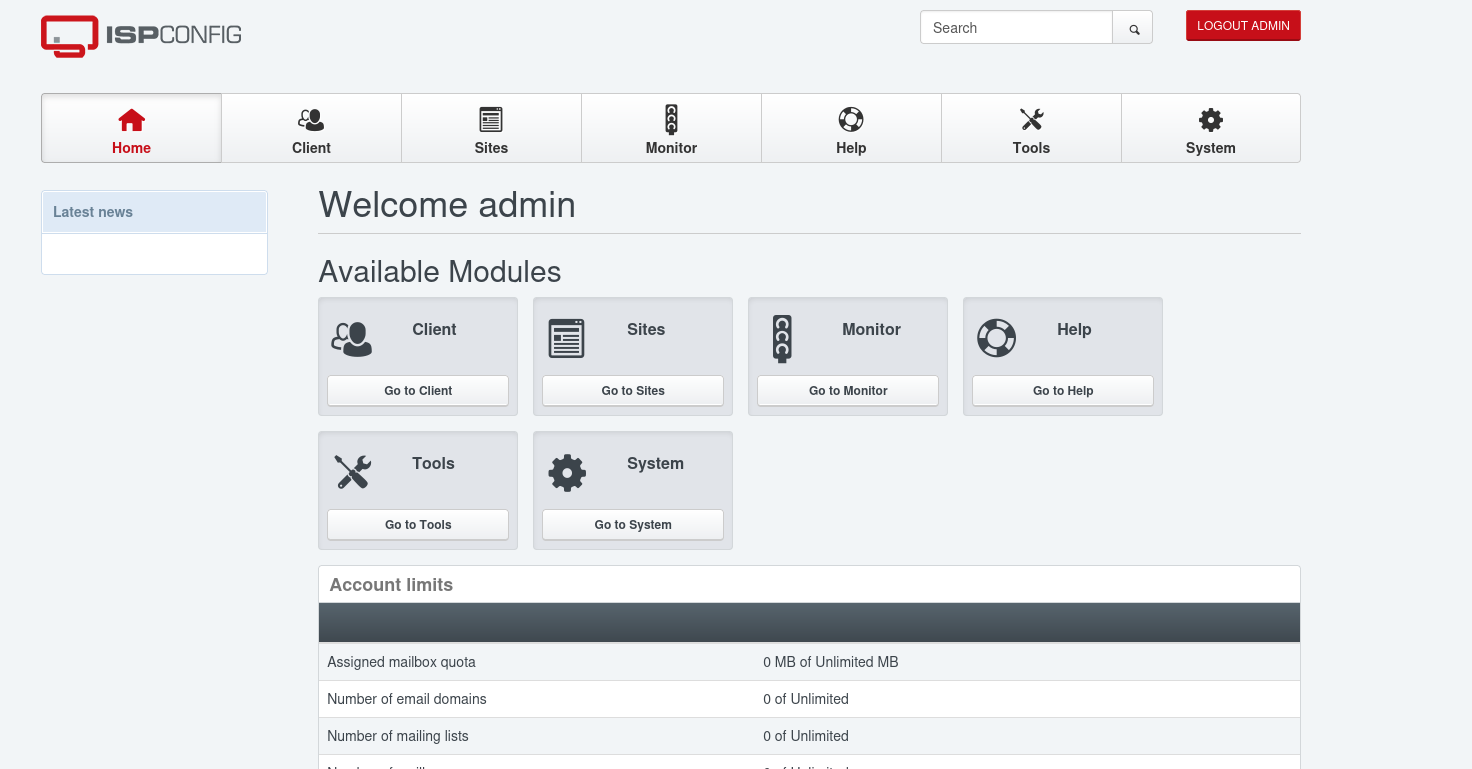 ISPCONFIG
Search
LOGOUT ADMIN
Home
Client
Sites
Monitor
Help
Tools
System
Latest news
Welcome admin
Available Modules
Client
Go to Client
Sites
Go to Sites
Monitor
Go to Monitor
Help
Go to Help
Tools
Go to Tools
System
Go to System
Account limits
Assigned mailbox quota 0 MB of Unlimited MB
Number of email domains 0 of Unlimited
Number of mailing lists 0 of Unlimited